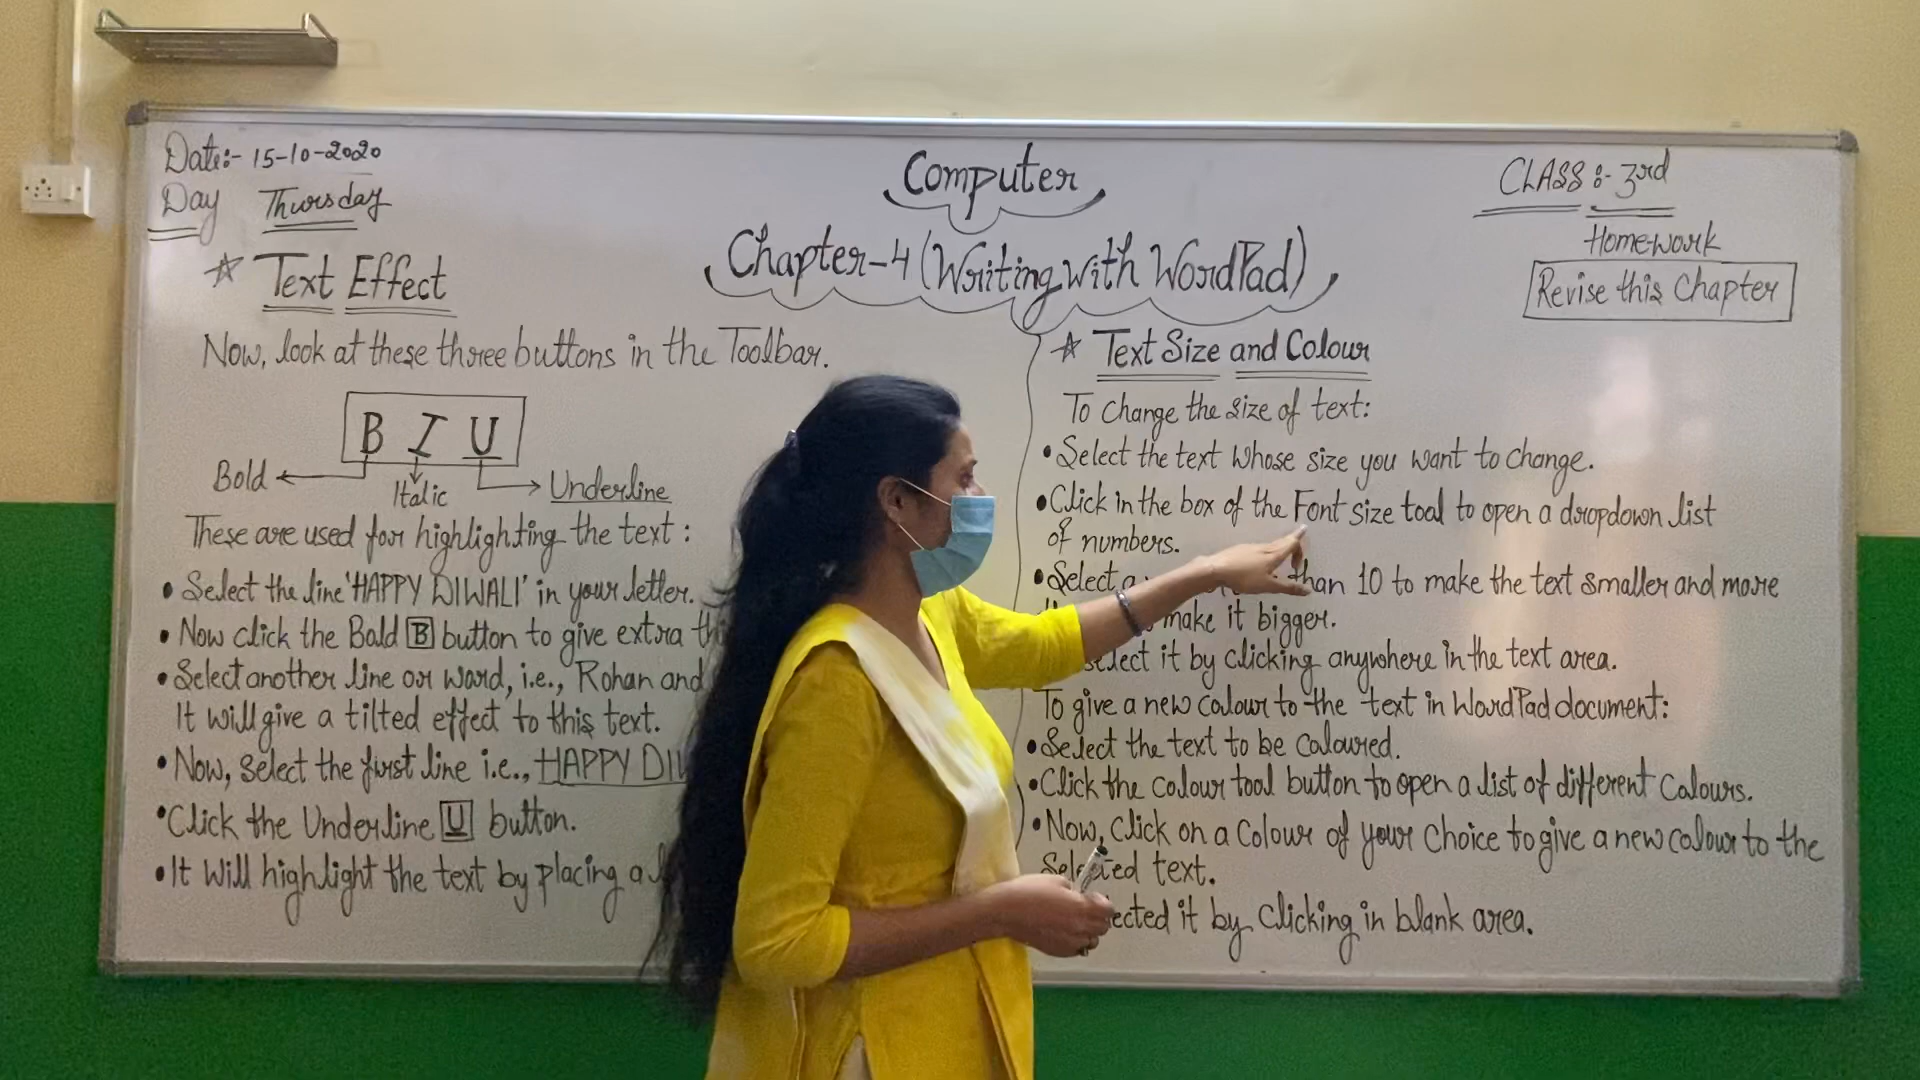 Date:- 15-10-2020
Day Thursday
Computer
Chapter-4 (Writing with WordPad)
CLASS :- 3rd
Homework
Revise this Chapter
☆ Text Effect
Now, look at these three buttons in the Toolbar.
B I U
Bold Italic Underline
These are used for highlighting the text :
• Select the line 'HAPPY DIWALI' in your letter.
• Now click the Bold B button to give extra
• Select another line or word, i.e., Rohan and
It will give a tilted effect to this text.
• Now, select the first line i.e., HAPPY
• Click the Underline U button.
• It will highlight the text by placing a
☆ Text Size and Colour
To change the size of text:
• Select the text whose size you want to change.
• Click in the box of the Font size tool to open a dropdown list
of numbers.
• Select a than 10 to make the text smaller and more
make it bigger.
select it by clicking anywhere in the text area.
To give a new colour to the text in WordPad document:
• Select the text to be coloured.
• Click the colour tool button to open a list of different colours.
• Now, click on a colour of your choice to give a new colour to the
Selected text.
it by clicking in blank area.